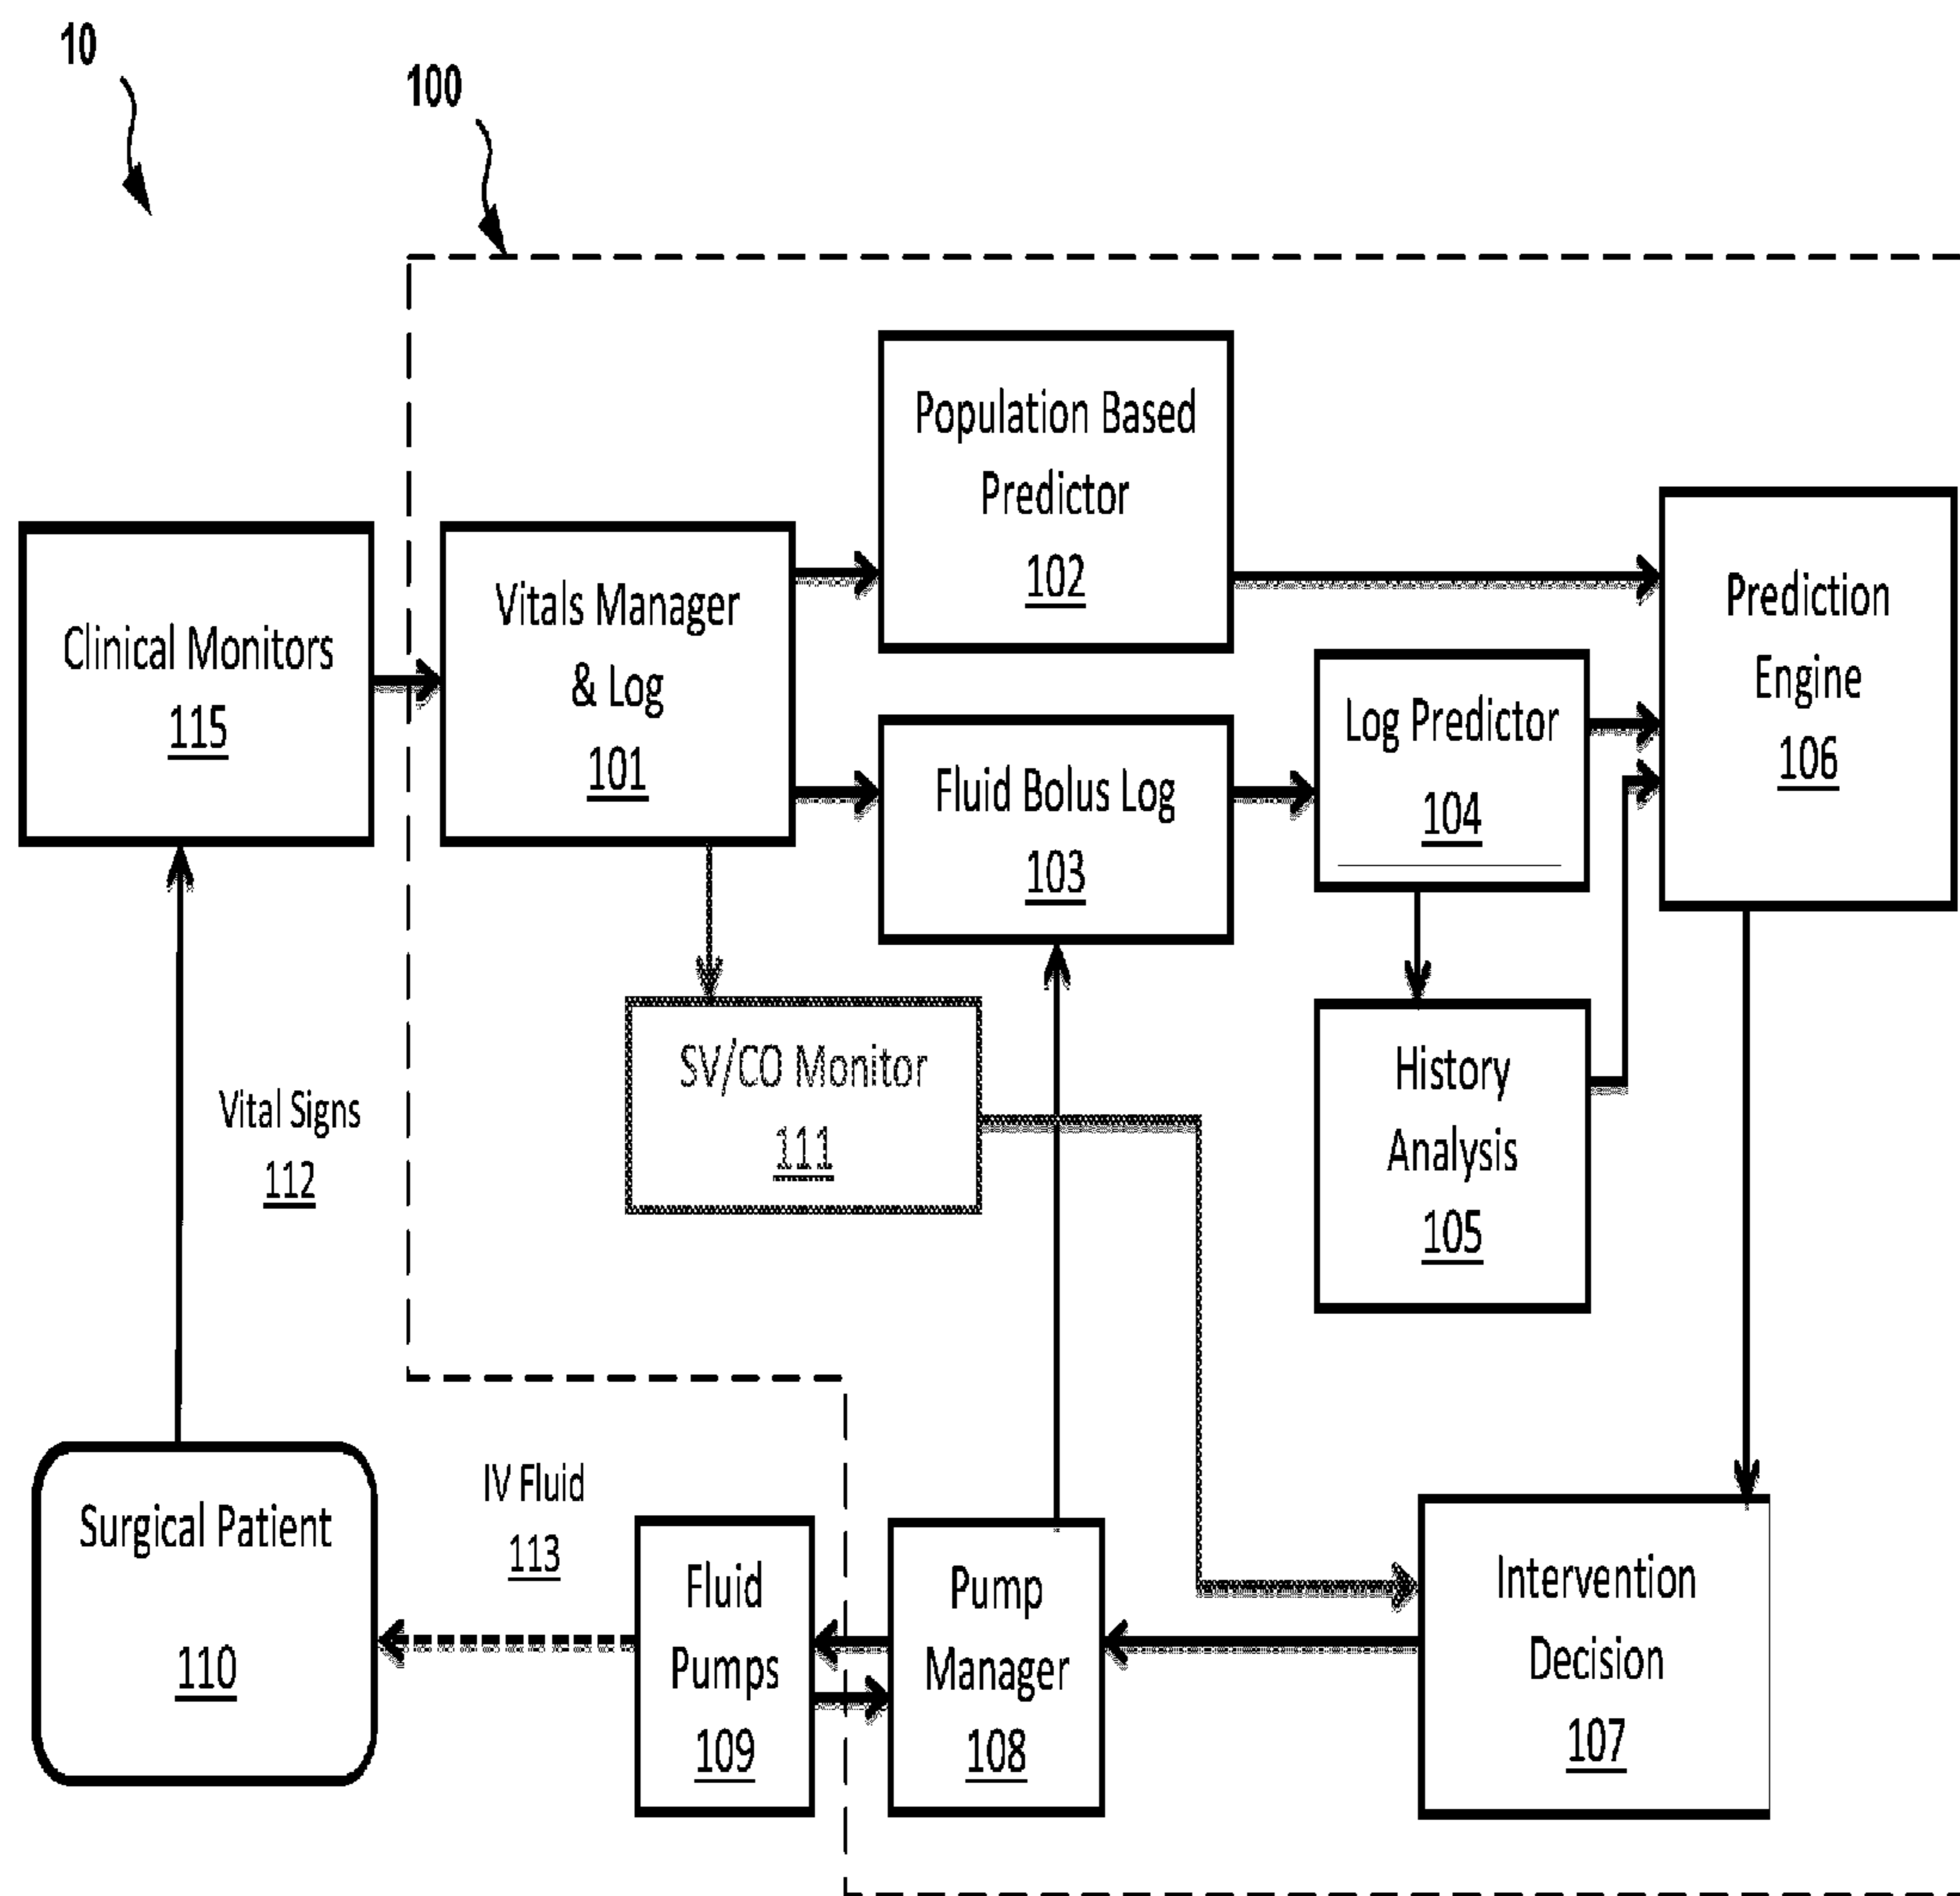 10
100
Population Based
Predictor
102
Clinical Monitors
115
Vitals Manager
& Log
101
Prediction
Engine
106
Log Predictor
104
Fluid Bolus Log
103
SV/CO Monitor
111
History
Analysis
105
Vital Signs
112
Surgical Patient
110
IV Fluid
113
Fluid
Pumps
109
Pump
Manager
108
Intervention
Decision
107